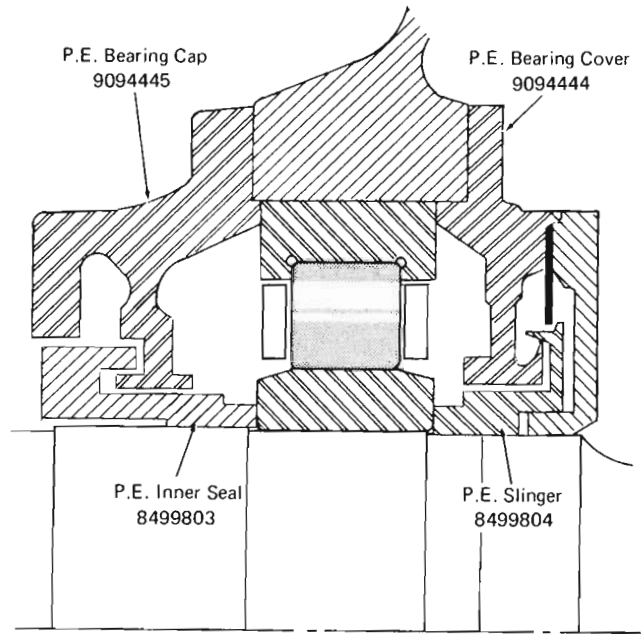 P.E. Bearing Cap
9094445
P.E. Bearing Cover
9094444
P.E. Inner Seal
8499803
P.E. Slinger
8499804